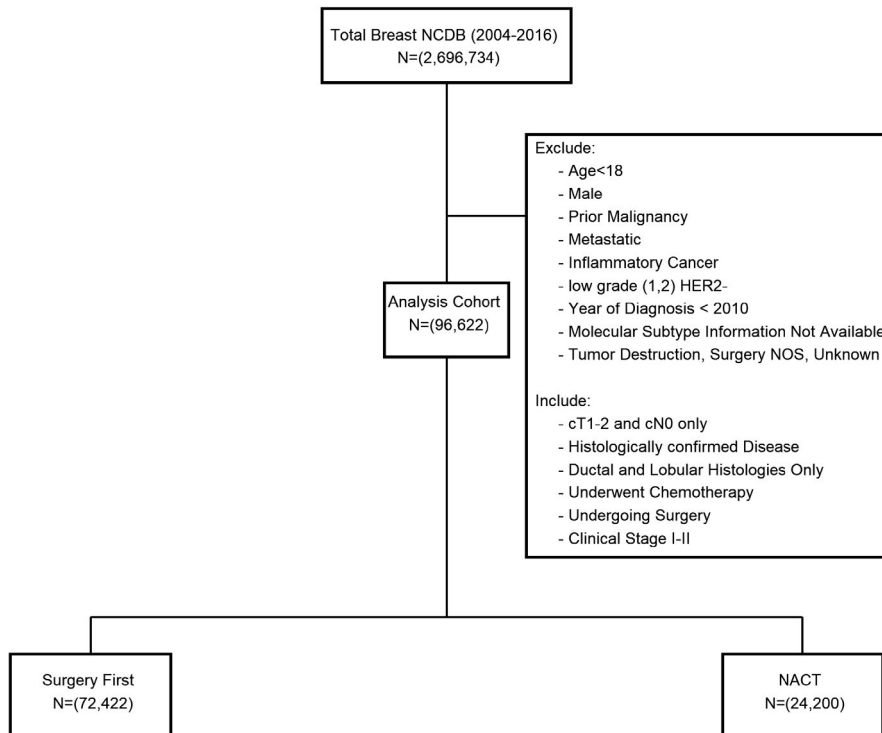 Total Breast NCDB (2004-2016)
N=(2,696,734)
Exclude:
- Age<18
- Male
- Prior Malignancy
- Metastatic
- Inflammatory Cancer
- low grade (1,2) HER2-
- Year of Diagnosis < 2010
- Molecular Subtype Information Not Available
- Tumor Destruction, Surgery NOS, Unknown
Include:
- cT1-2 and cN0 only
- Histologically confirmed Disease
- Ductal and Lobular Histologies Only
- Underwent Chemotherapy
- Undergoing Surgery
- Clinical Stage I-II
Analysis Cohort
N=(96,622)
Surgery First
N=(72,422)
NACT
N=(24,200)